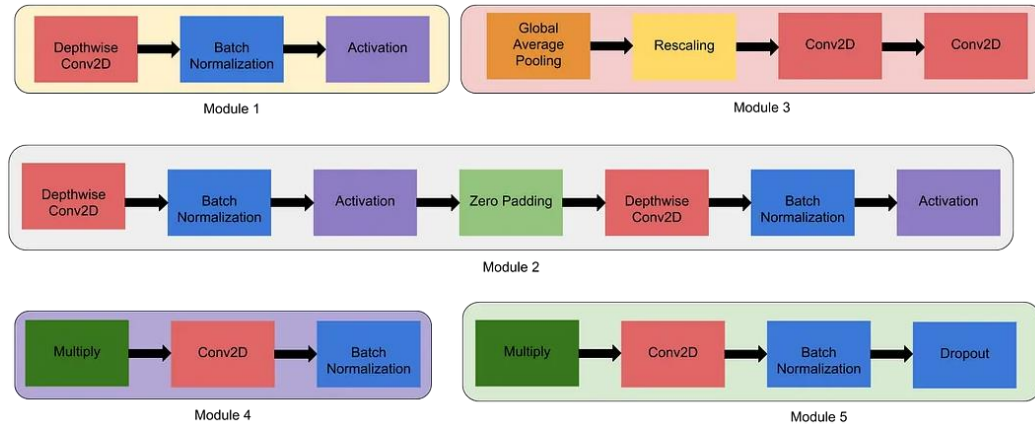 Depthwise
Conv2D
Batch
Normalization
Activation
Module 1
Global
Average
Pooling
Rescaling
Conv2D
Conv2D
Module 3
Depthwise
Conv2D
Batch
Normalization
Activation
Zero Padding
Depthwise
Conv2D
Batch
Normalization
Activation
Module 2
Multiply
Conv2D
Batch
Normalization
Module 4
Multiply
Conv2D
Batch
Normalization
Dropout
Module 5